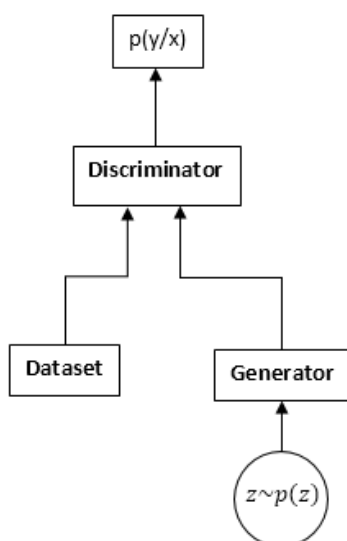 p(y/x)
Discriminator
Dataset
Generator
z~p(z)